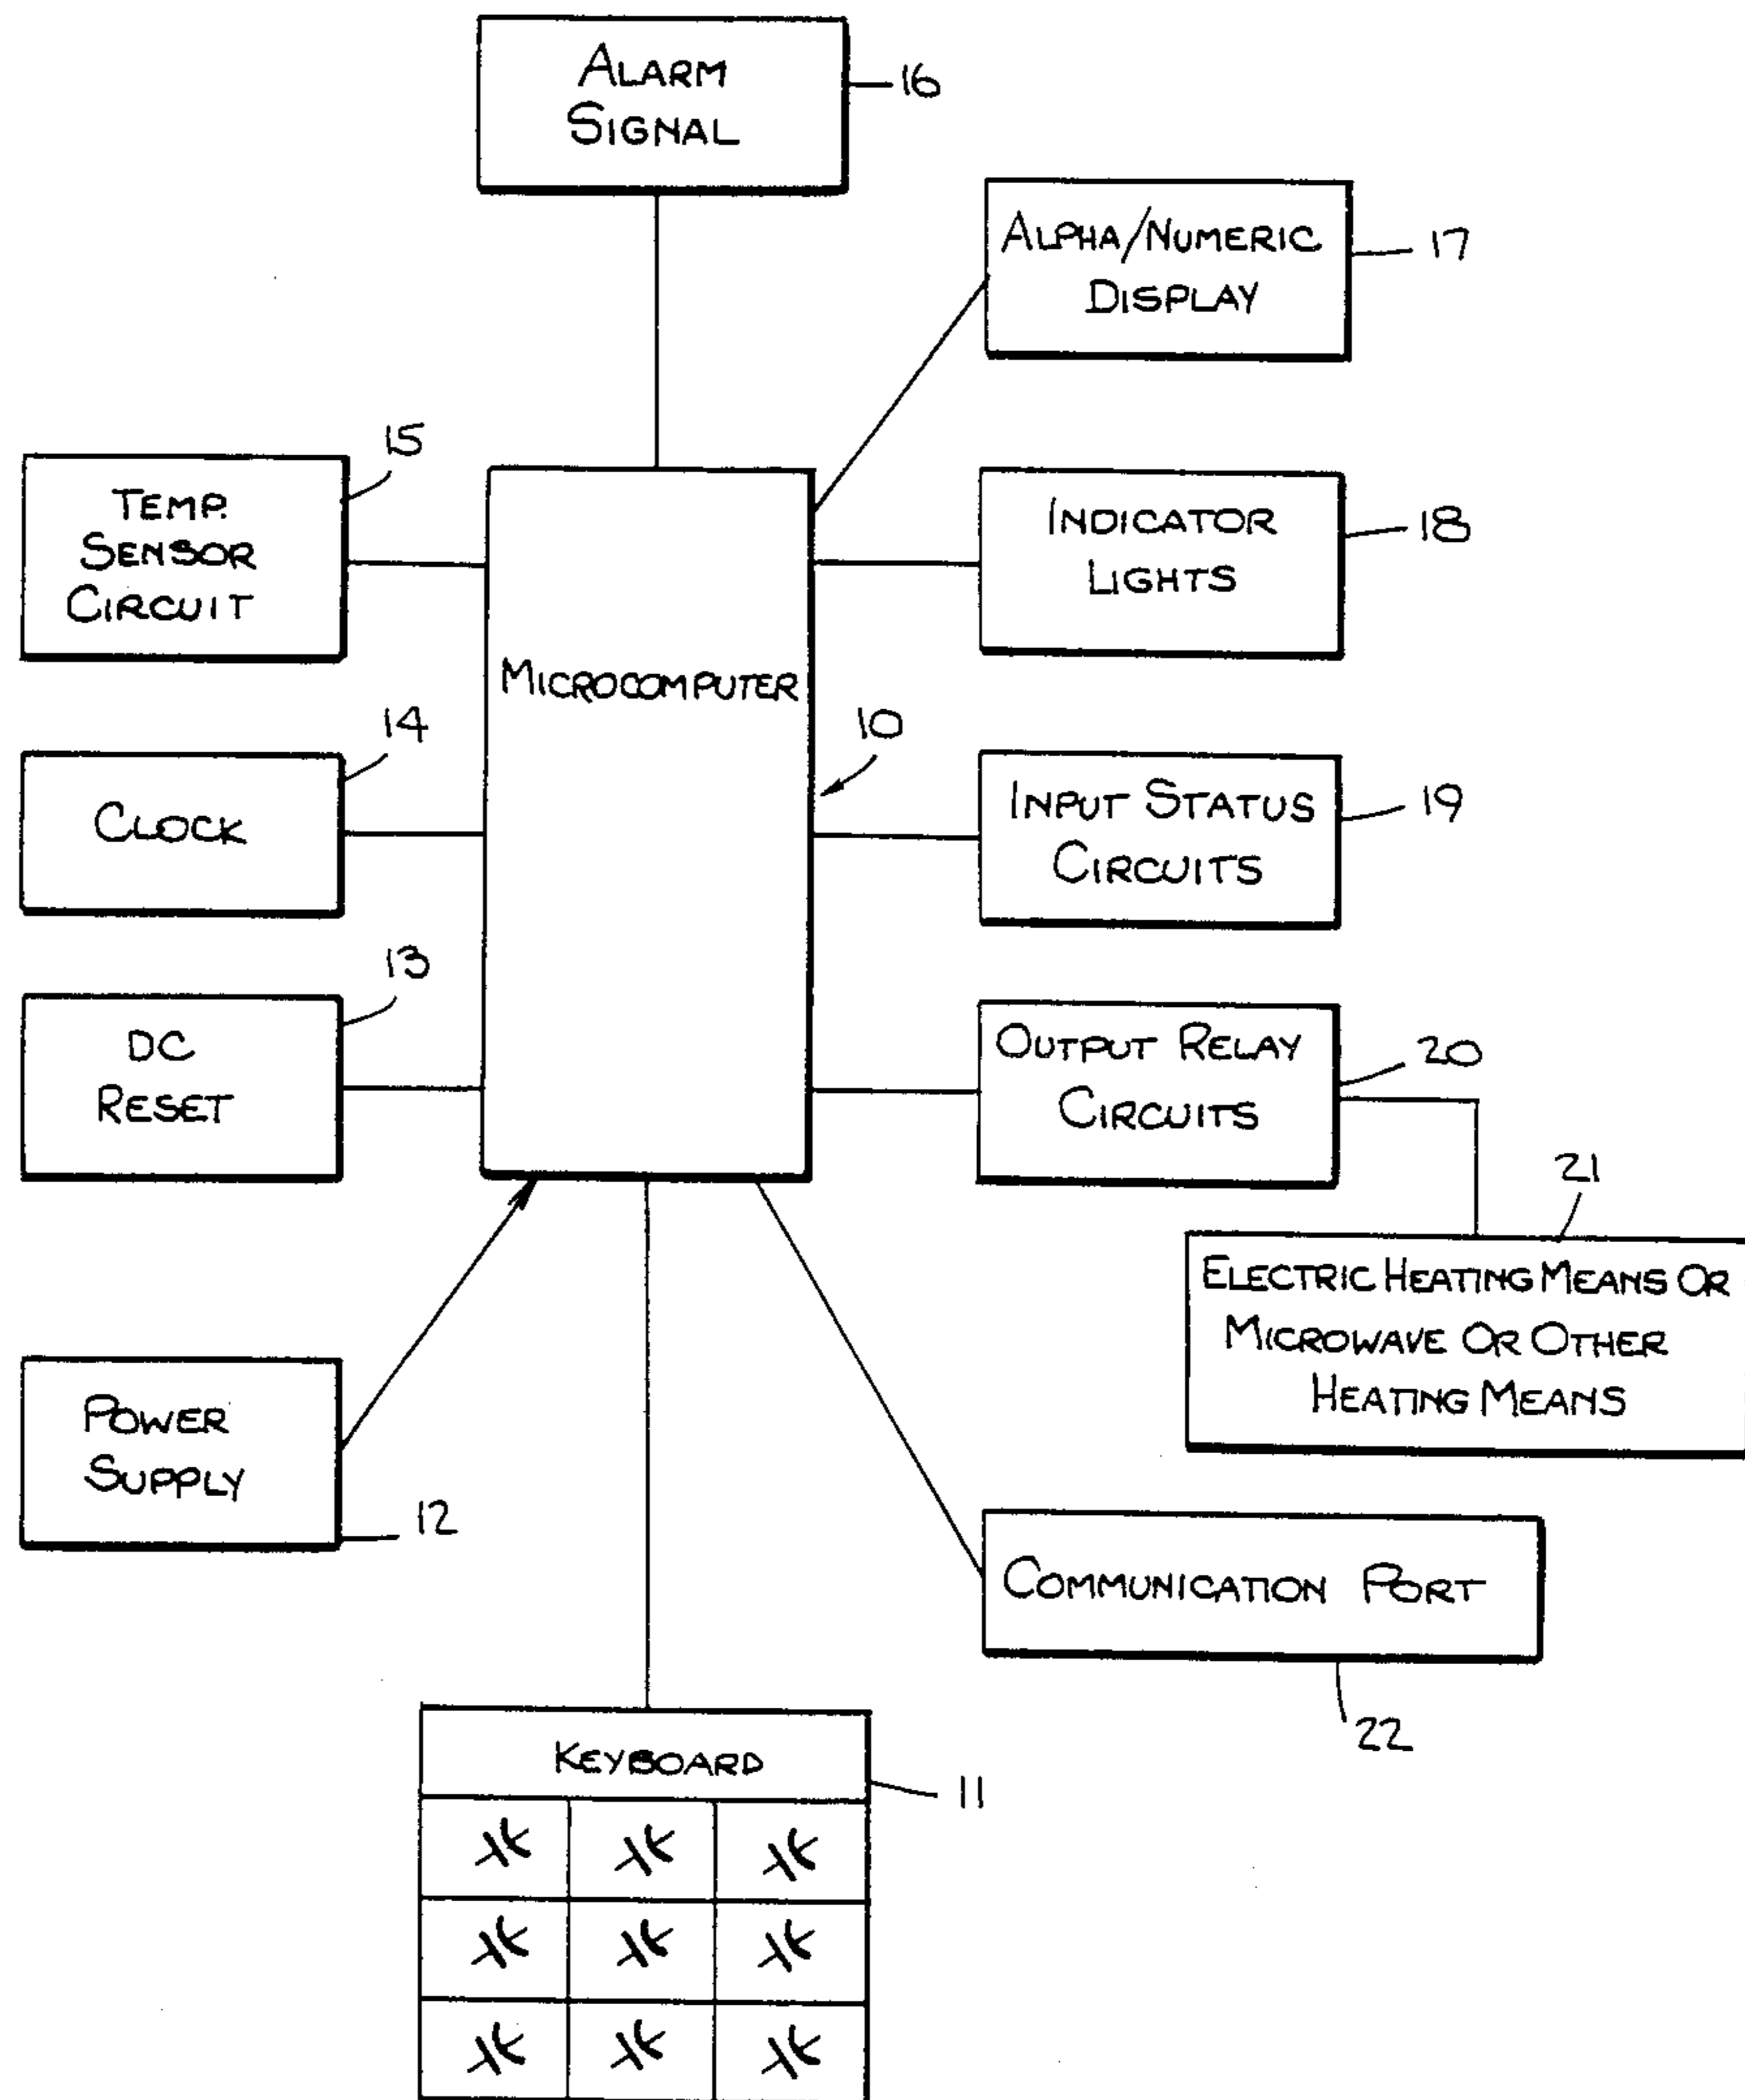 ALARM
SIGNAL
16
ALPHA/NUMERIC
DISPLAY
17
15
TEMP.
SENSOR
CIRCUIT
INDICATOR
LIGHTS
18
MICROCOMPUTER
10
14
CLOCK
INPUT STATUS
CIRCUITS
19
13
DC
RESET
OUTPUT RELAY
CIRCUITS
20
21
ELECTRIC HEATING MEANS OR
MICROWAVE OR OTHER
HEATING MEANS
POWER
SUPPLY
12
COMMUNICATION PORT
22
KEYBOARD
11